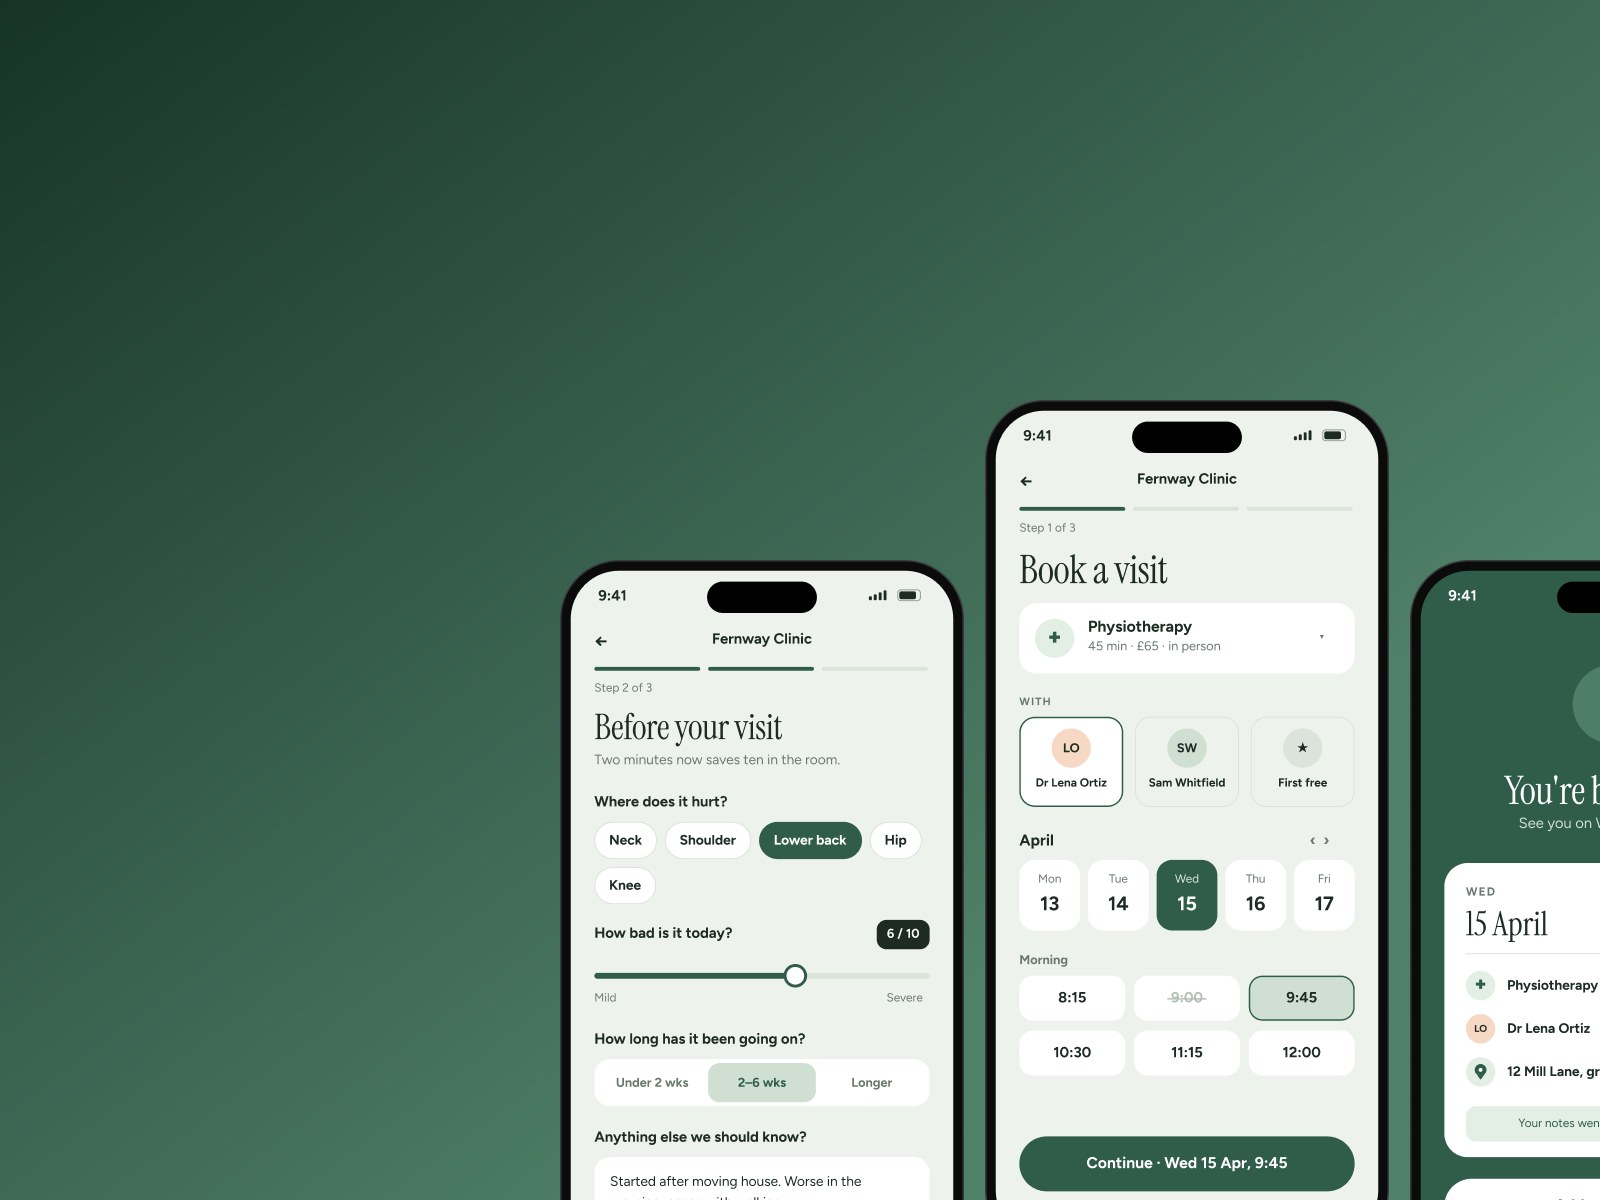 9:41
Fernway Clinic
Step 2 of 3
Before your visit
Two minutes now saves ten in the room.
Where does it hurt?
Neck Shoulder Lower back Hip
Knee
How bad is it today? 6 / 10
Mild Severe
How long has it been going on?
Under 2 wks 2–6 wks Longer
Anything else we should know?
Started after moving house. Worse in the
9:41
Fernway Clinic
Step 1 of 3
Book a visit
Physiotherapy
45 min · £65 · in person
WITH
LO SW
Dr Lena Ortiz Sam Whitfield First free
April
Mon Tue Wed Thu Fri
13 14 15 16 17
Morning
8:15 9:00 9:45
10:30 11:15 12:00
Continue · Wed 15 Apr, 9:45
9:41
You're
See you on
WED
15 April
Physiotherapy
LO Dr Lena Ortiz
12 Mill Lane,
Your notes